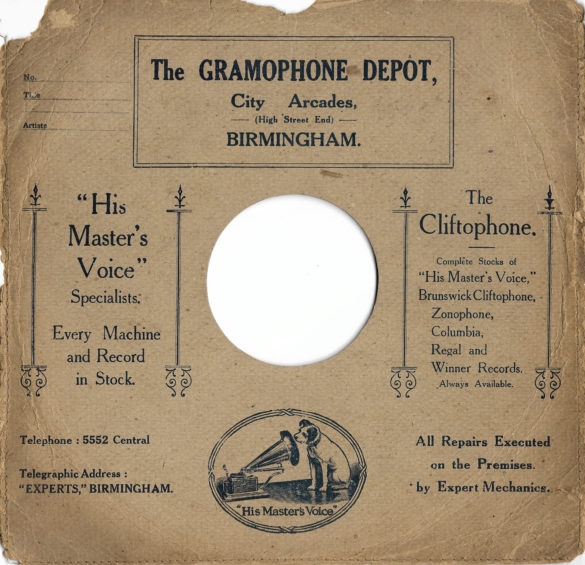 The GRAMOPHONE DEPÔT,
City Arcades,
(High Street End)
BIRMINGHAM.
No.
Title
Artiste
"His
Master's
Voice"
Specialists.
Every Machine
and Record
in Stock.
The
Cliftophone.
Complete Stocks of
"His Master's Voice,"
Brunswick Cliftophone,
Zonophone,
Columbia,
Regal and
Winner Records.
Always Available.
Telephone : 5552 Central
Telegraphic Address :
"EXPERTS," BIRMINGHAM.
"His Master's Voice"
All Repairs Executed
on the Premises.
by Expert Mechanics.